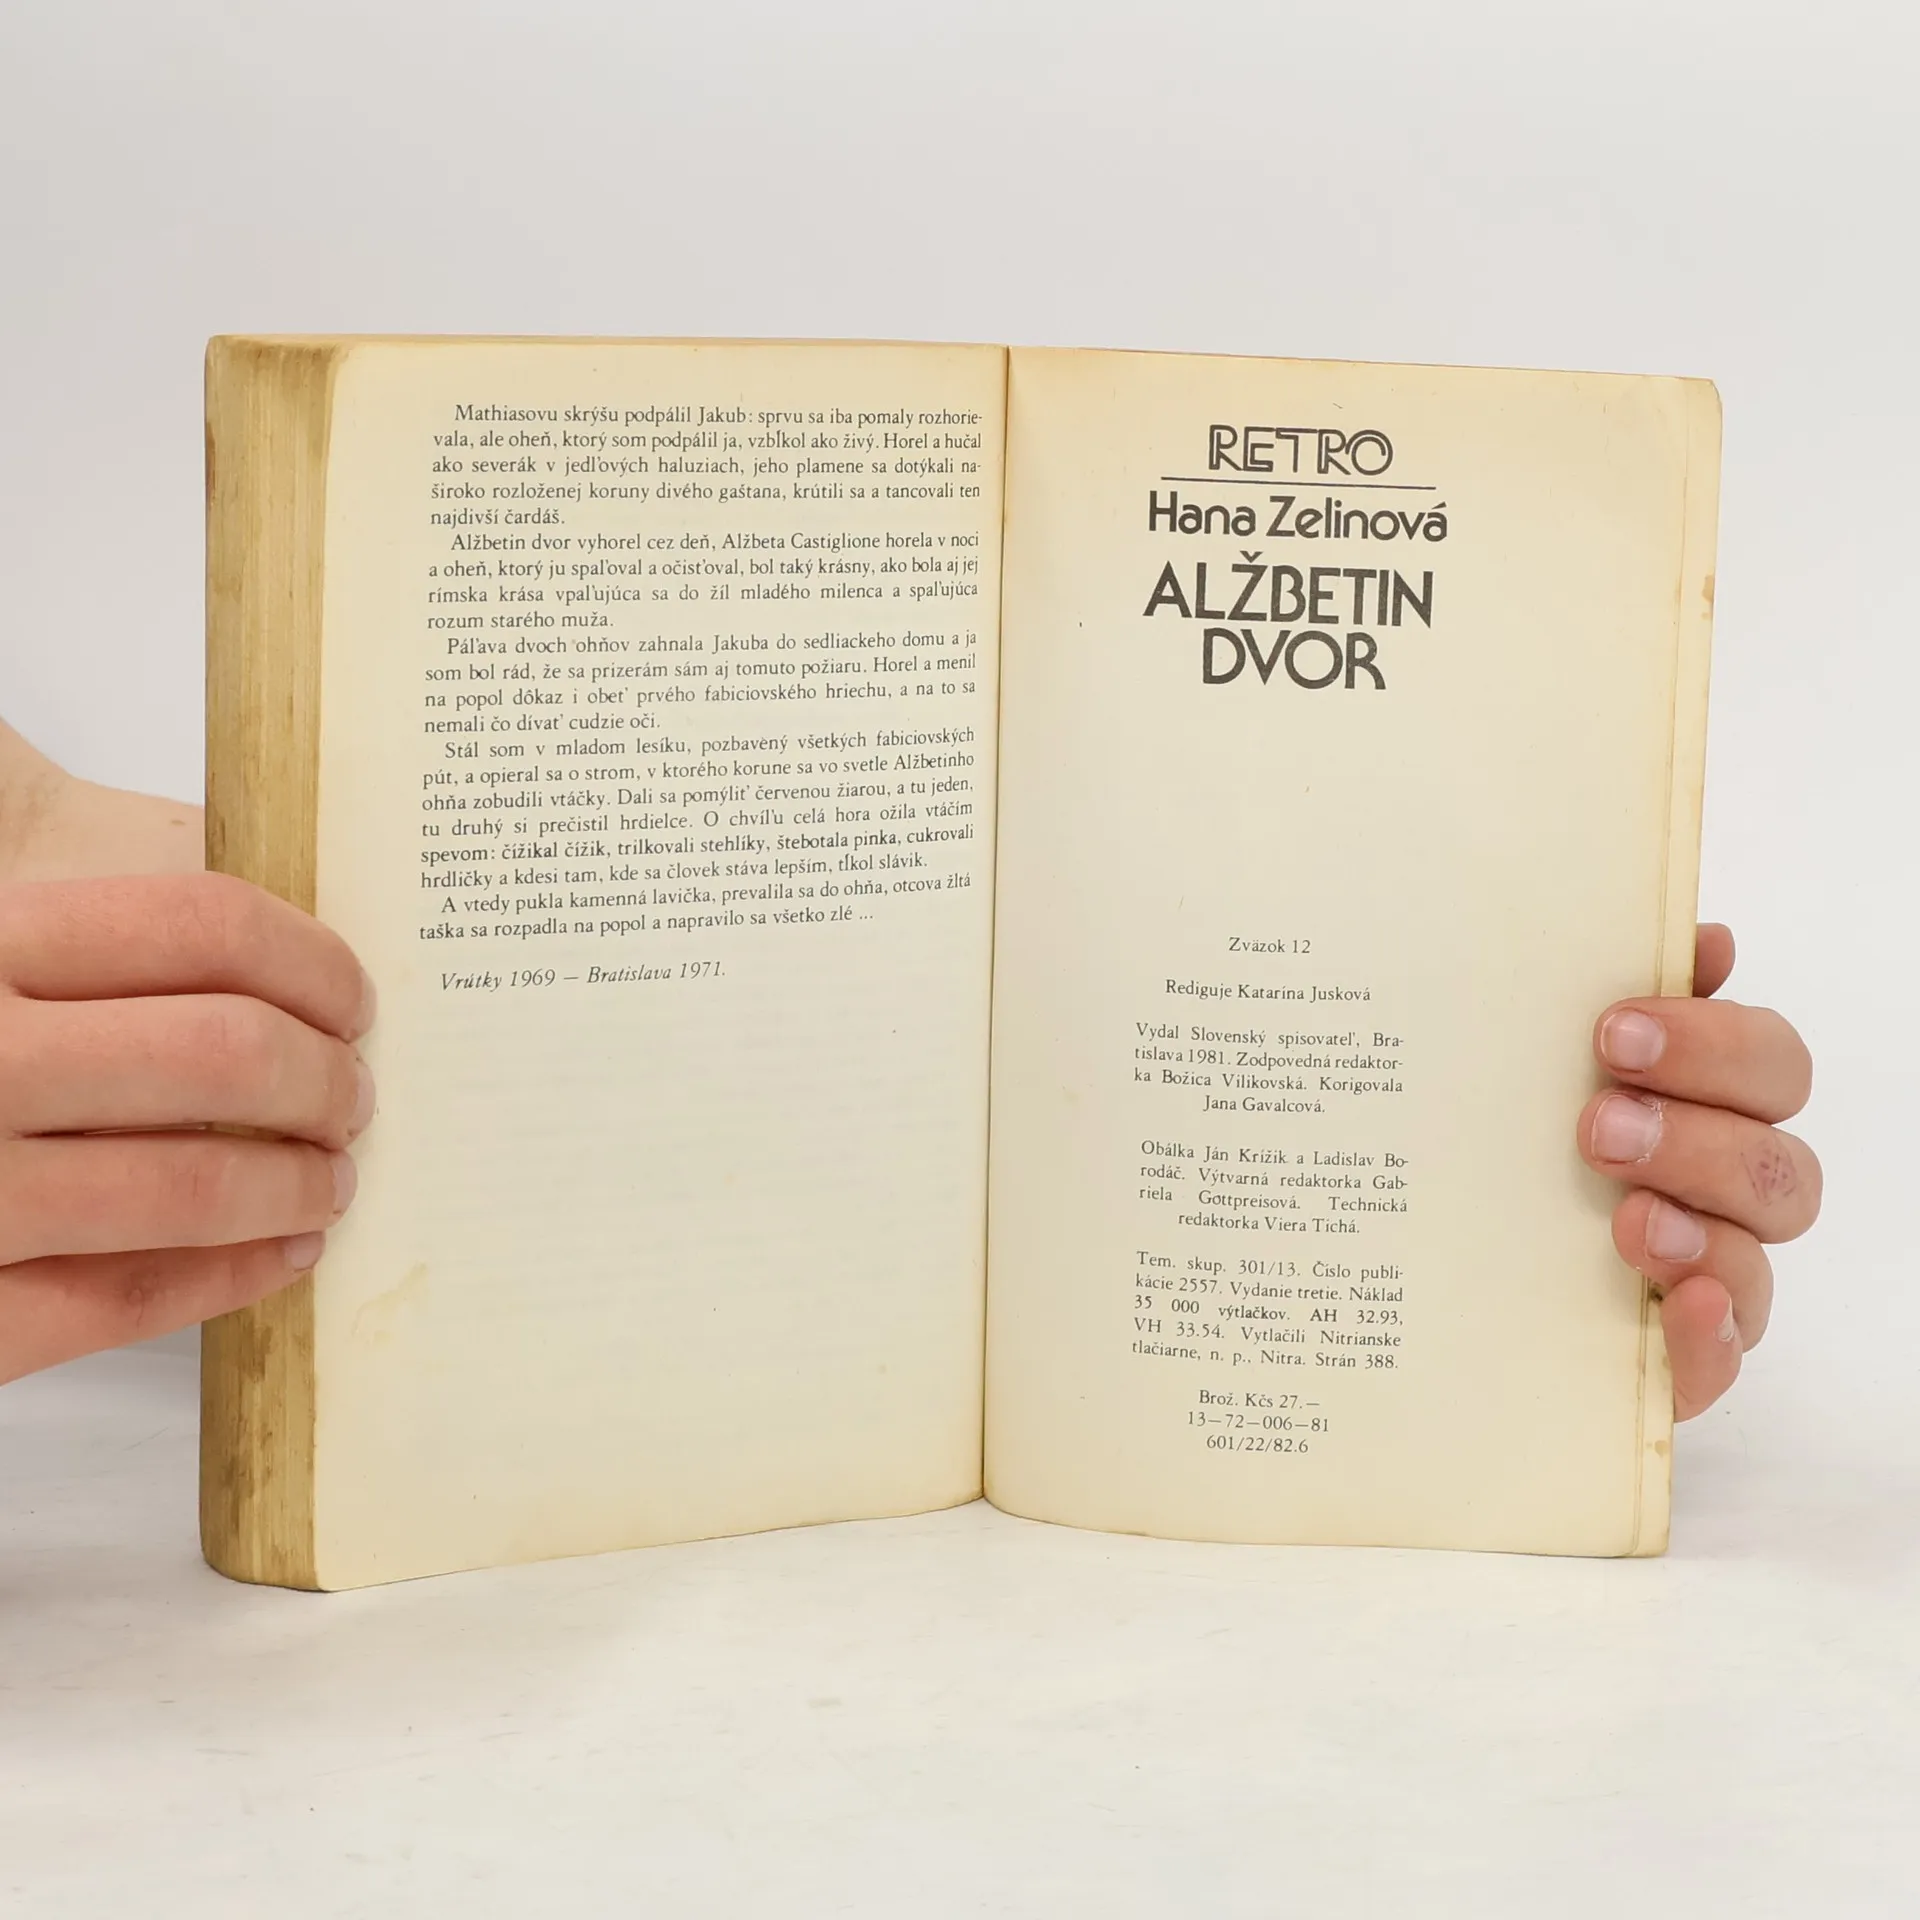 Mathiasovu skrýšu podpálil Jakub: sprvu sa iba pomaly rozhorie-
vala, ale oheň, ktorý som podpálil ja, vzbĺkol ako živý. Horel a hučal
ako severák v jedľových haluziach, jeho plamene sa dotýkali na-
široko rozloženej koruny divého gaštana, krútili sa a tancovali ten
najdivší čardáš.
Alžbetin dvor vyhorel cez deň, Alžbeta Castiglione horela v noci
a oheň, ktorý ju spaľoval a očisťoval, bol taký krásny, ako bola aj jej
rímska krása vpaľujúca sa do žíl mladého milenca a spaľujúca
rozum starého muža.
Páľava dvoch ohňov zahnala Jakuba do sedliackeho domu a ja
som bol rád, že sa prizerám sám aj tomuto požiaru. Horel a menil
na popol dôkaz i obeť prvého fabiciovského hriechu, a na to sa
nemali čo dívať cudzie oči.
Stál som v mladom lesíku, pozbavený všetkých fabiciovských
pút, a opieral sa o strom, v ktorého korune sa vo svetle Alžbetinho
ohňa zobudili vtáčky. Dali sa pomýliť červenou žiarou, a tu jeden,
tu druhý si prečistil hrdielce. O chvíľu celá hora ožila vtáčím
spevom: čížikal čížik, trilkovali stehlíky, štebotala pinka, cukrovali
hrdličky a kdesi tam, kde sa človek stáva lepším, tĺkol slávik.
A vtedy pukla kamenná lavička, prevalila sa do ohňa, otcova žltá
taška sa rozpadla na popol a napravilo sa všetko zlé ...
Vrútky 1969 — Bratislava 1971.
RETRO
Hana Zelinová
ALŽBETIN
DVOR
Zväzok 12
Rediguje Katarína Jusková
Vydal Slovenský spisovateľ, Bra-
tislava 1981. Zodpovedná redaktor-
ka Božica Vilikovská. Korigovala
Jana Gavalcová.
Obálka Ján Krížik a Ladislav Bo-
rodáč. Výtvarná redaktorka Gab-
riela Gottpreisová. Technická
redaktorka Viera Tichá.
Tem. skup. 301/13. Číslo publi-
kácie 2557. Vydanie tretie. Náklad
35 000 výtlačkov. AH 32.93,
VH 33.54. Vytlačili Nitrianske
tlačiarne, n. p., Nitra. Strán 388.
Brož. Kčs 27.—
13—72—006—81
601/22/82.6